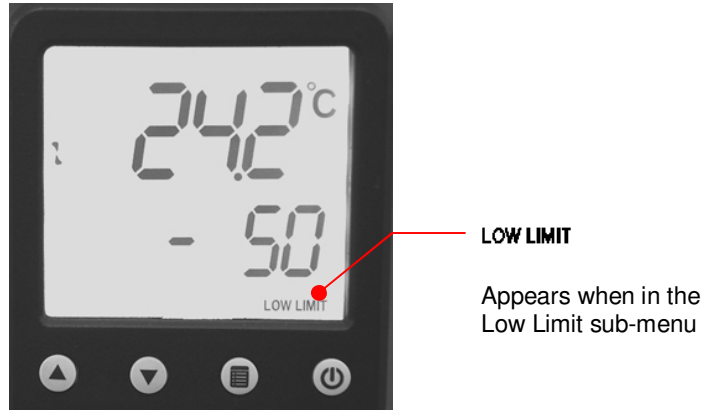 24.2 °C
- 50
LOW LIMIT
LOW LIMIT
Appears when in the
Low Limit sub-menu